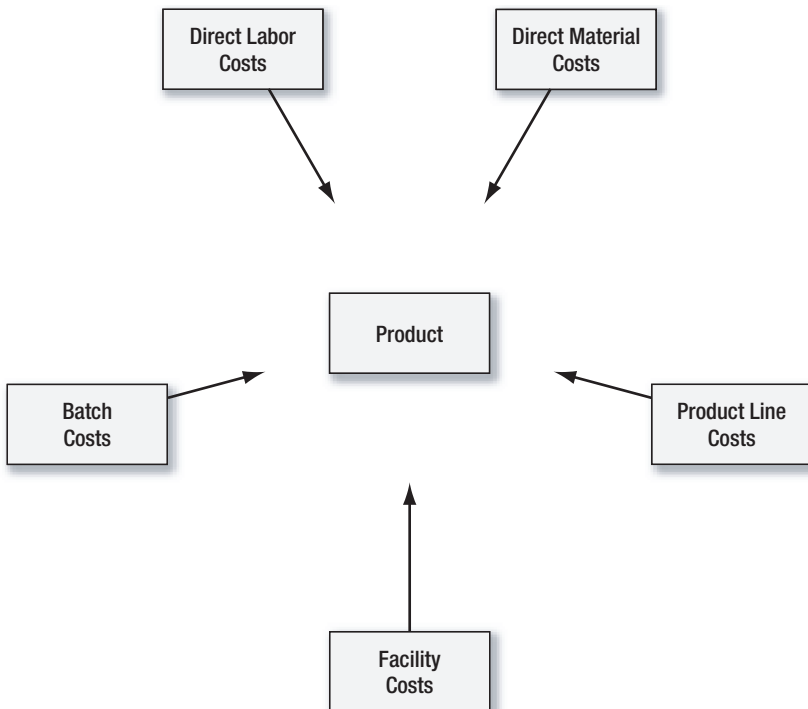 Direct Labor
Costs
Direct Material
Costs
Product
Batch
Costs
Product Line
Costs
Facility
Costs